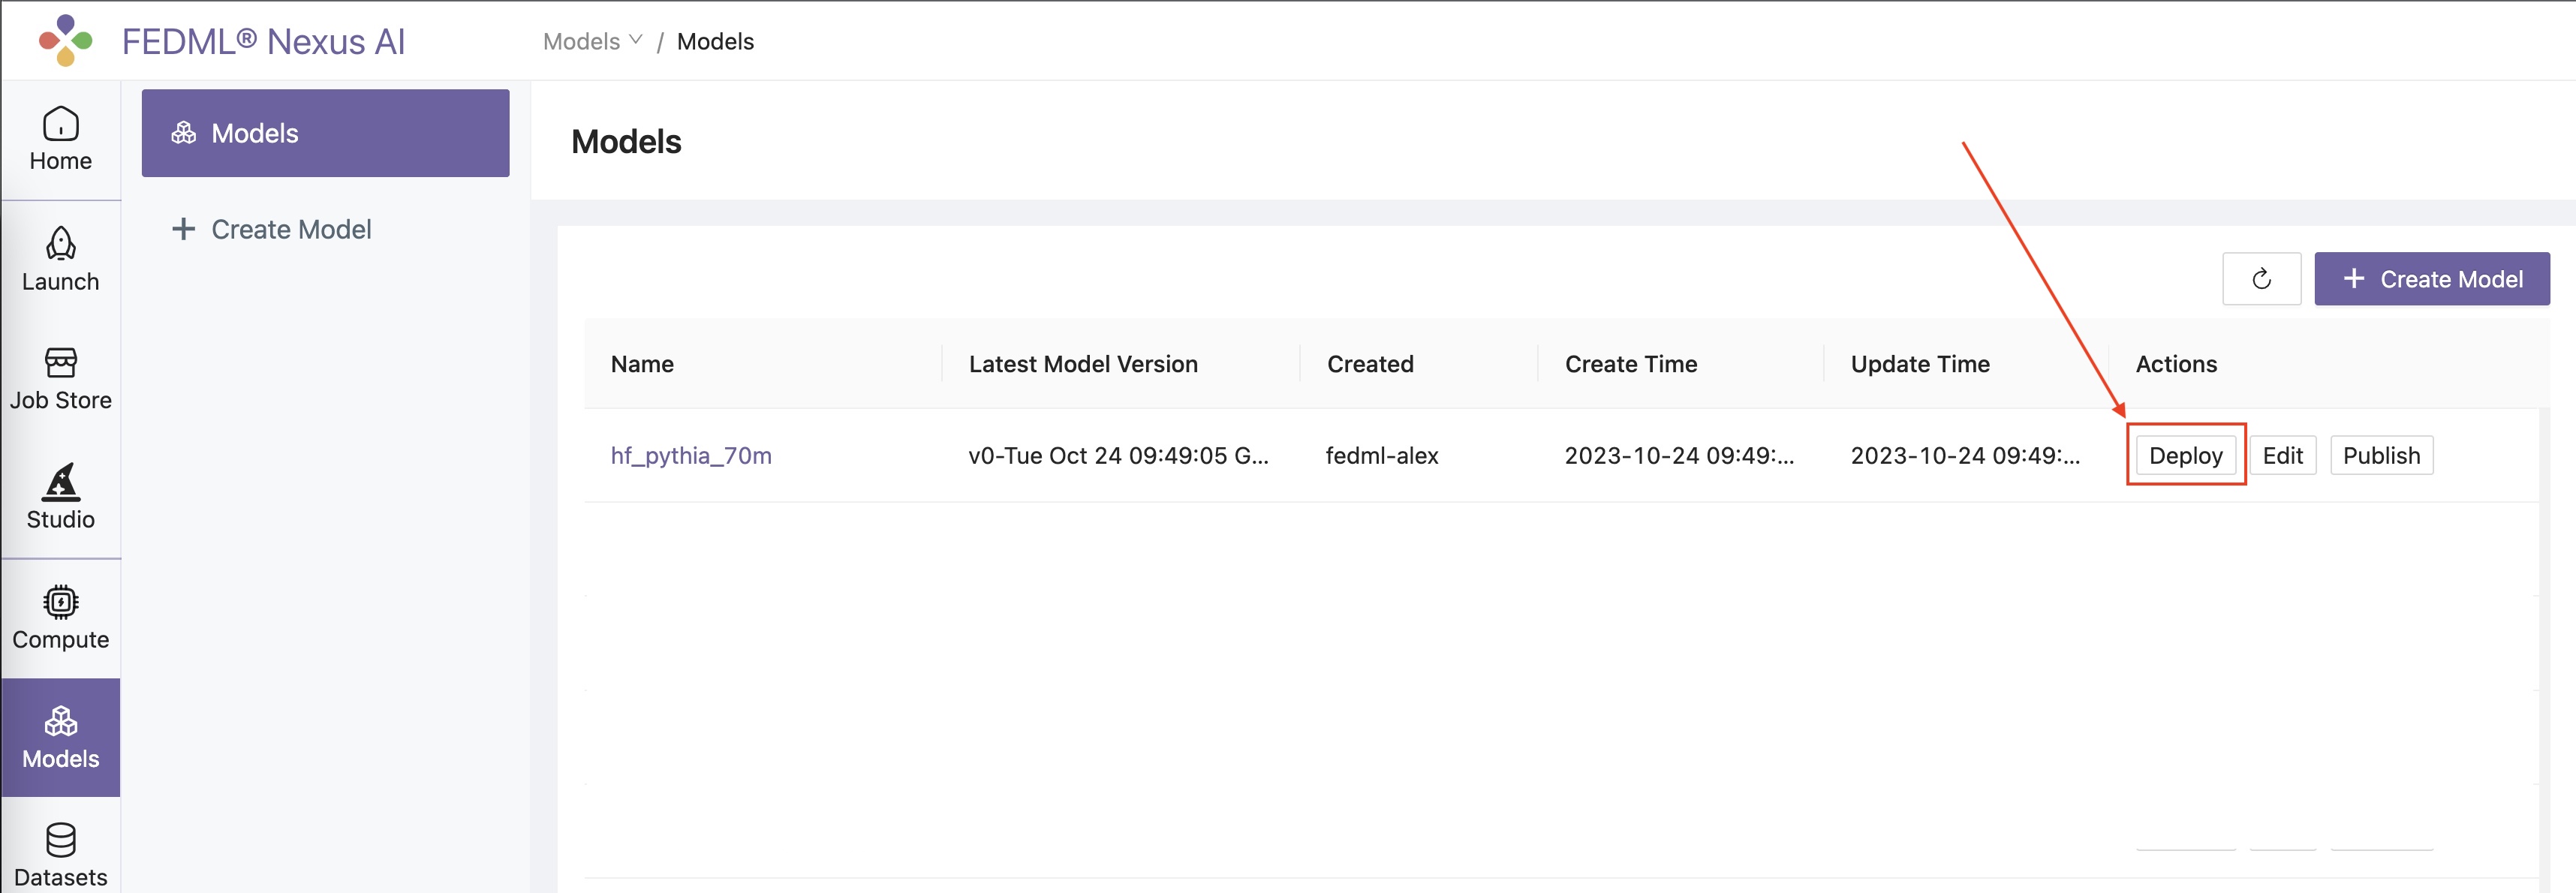 FEDML® Nexus AI
Models / Models
Home
Launch
Job Store
Studio
Compute
Models
Datasets
Models
+ Create Model
Models
+ Create Model
Name Latest Model Version Created Create Time Update Time Actions
hf_pythia_70m v0-Tue Oct 24 09:49:05 G... fedml-alex 2023-10-24 09:49:... 2023-10-24 09:49:... Deploy Edit Publish